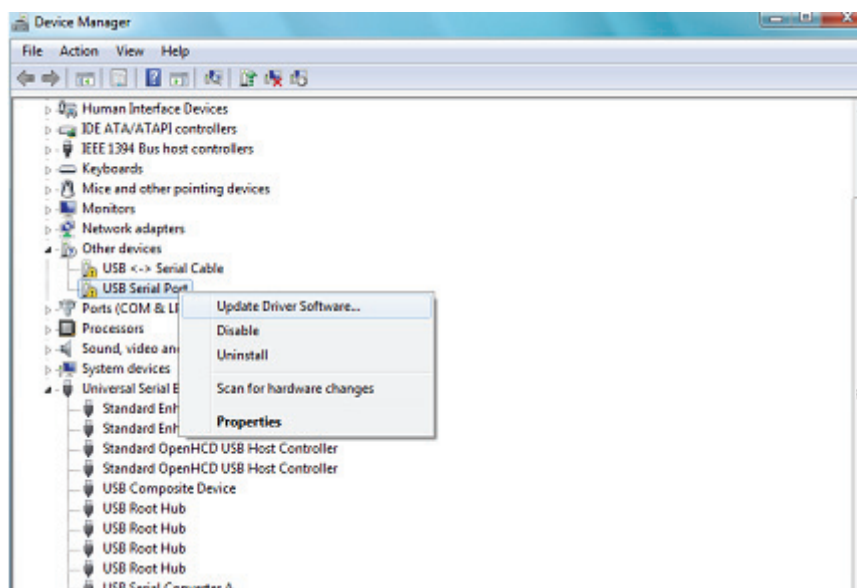 Device Manager
File Action View Help
Human Interface Devices
IDE ATA/ATAPI controllers
IEEE 1394 Bus host controllers
Keyboards
Mice and other pointing devices
Monitors
Network adapters
Other devices
USB <-> Serial Cable
USB Serial Port
Ports (COM & LP
Processors
Sound, video an
System devices
Universal Serial B
Standard Enh
Standard Enh
Standard OpenHCD USB Host Controller
Standard OpenHCD USB Host Controller
USB Composite Device
USB Root Hub
USB Root Hub
USB Root Hub
USB Root Hub
USB Serial Converter A
Update Driver Software...
Disable
Uninstall
Scan for hardware changes
Properties